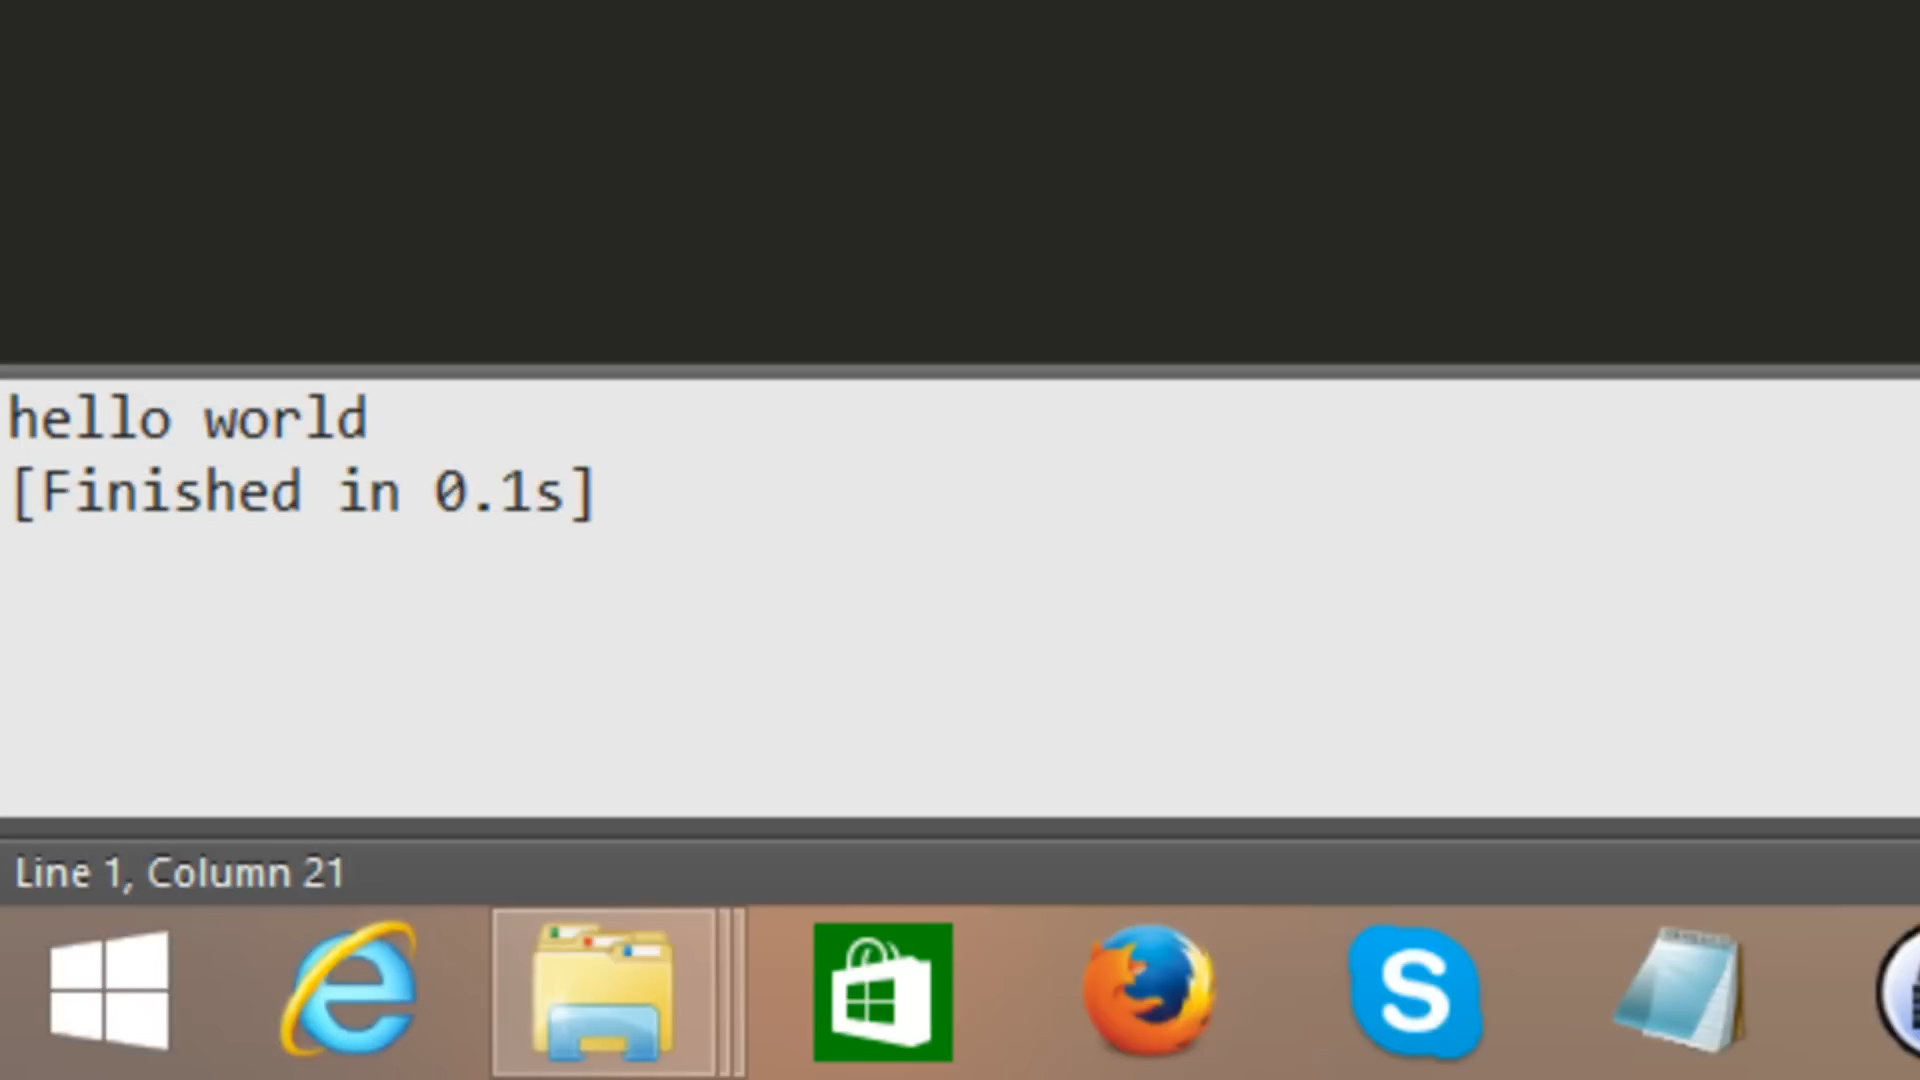 hello world
[Finished in 0.1s]
Line 1, Column 21